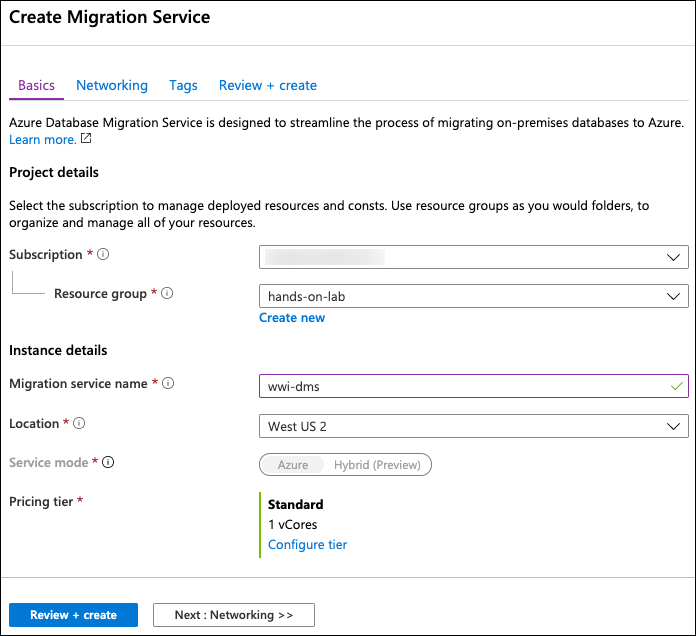 Create Migration Service
Basics Networking Tags Review + create
Azure Database Migration Service is designed to streamline the process of migrating on-premises databases to Azure.
Learn more.
Project details
Select the subscription to manage deployed resources and consts. Use resource groups as you would folders, to
organize and manage all of your resources.
Subscription *
Resource group * hands-on-lab
Create new
Instance details
Migration service name * wwi-dms
Location * West US 2
Service mode * Azure Hybrid (Preview)
Pricing tier * Standard
1 vCores
Configure tier
Review + create Next : Networking >>